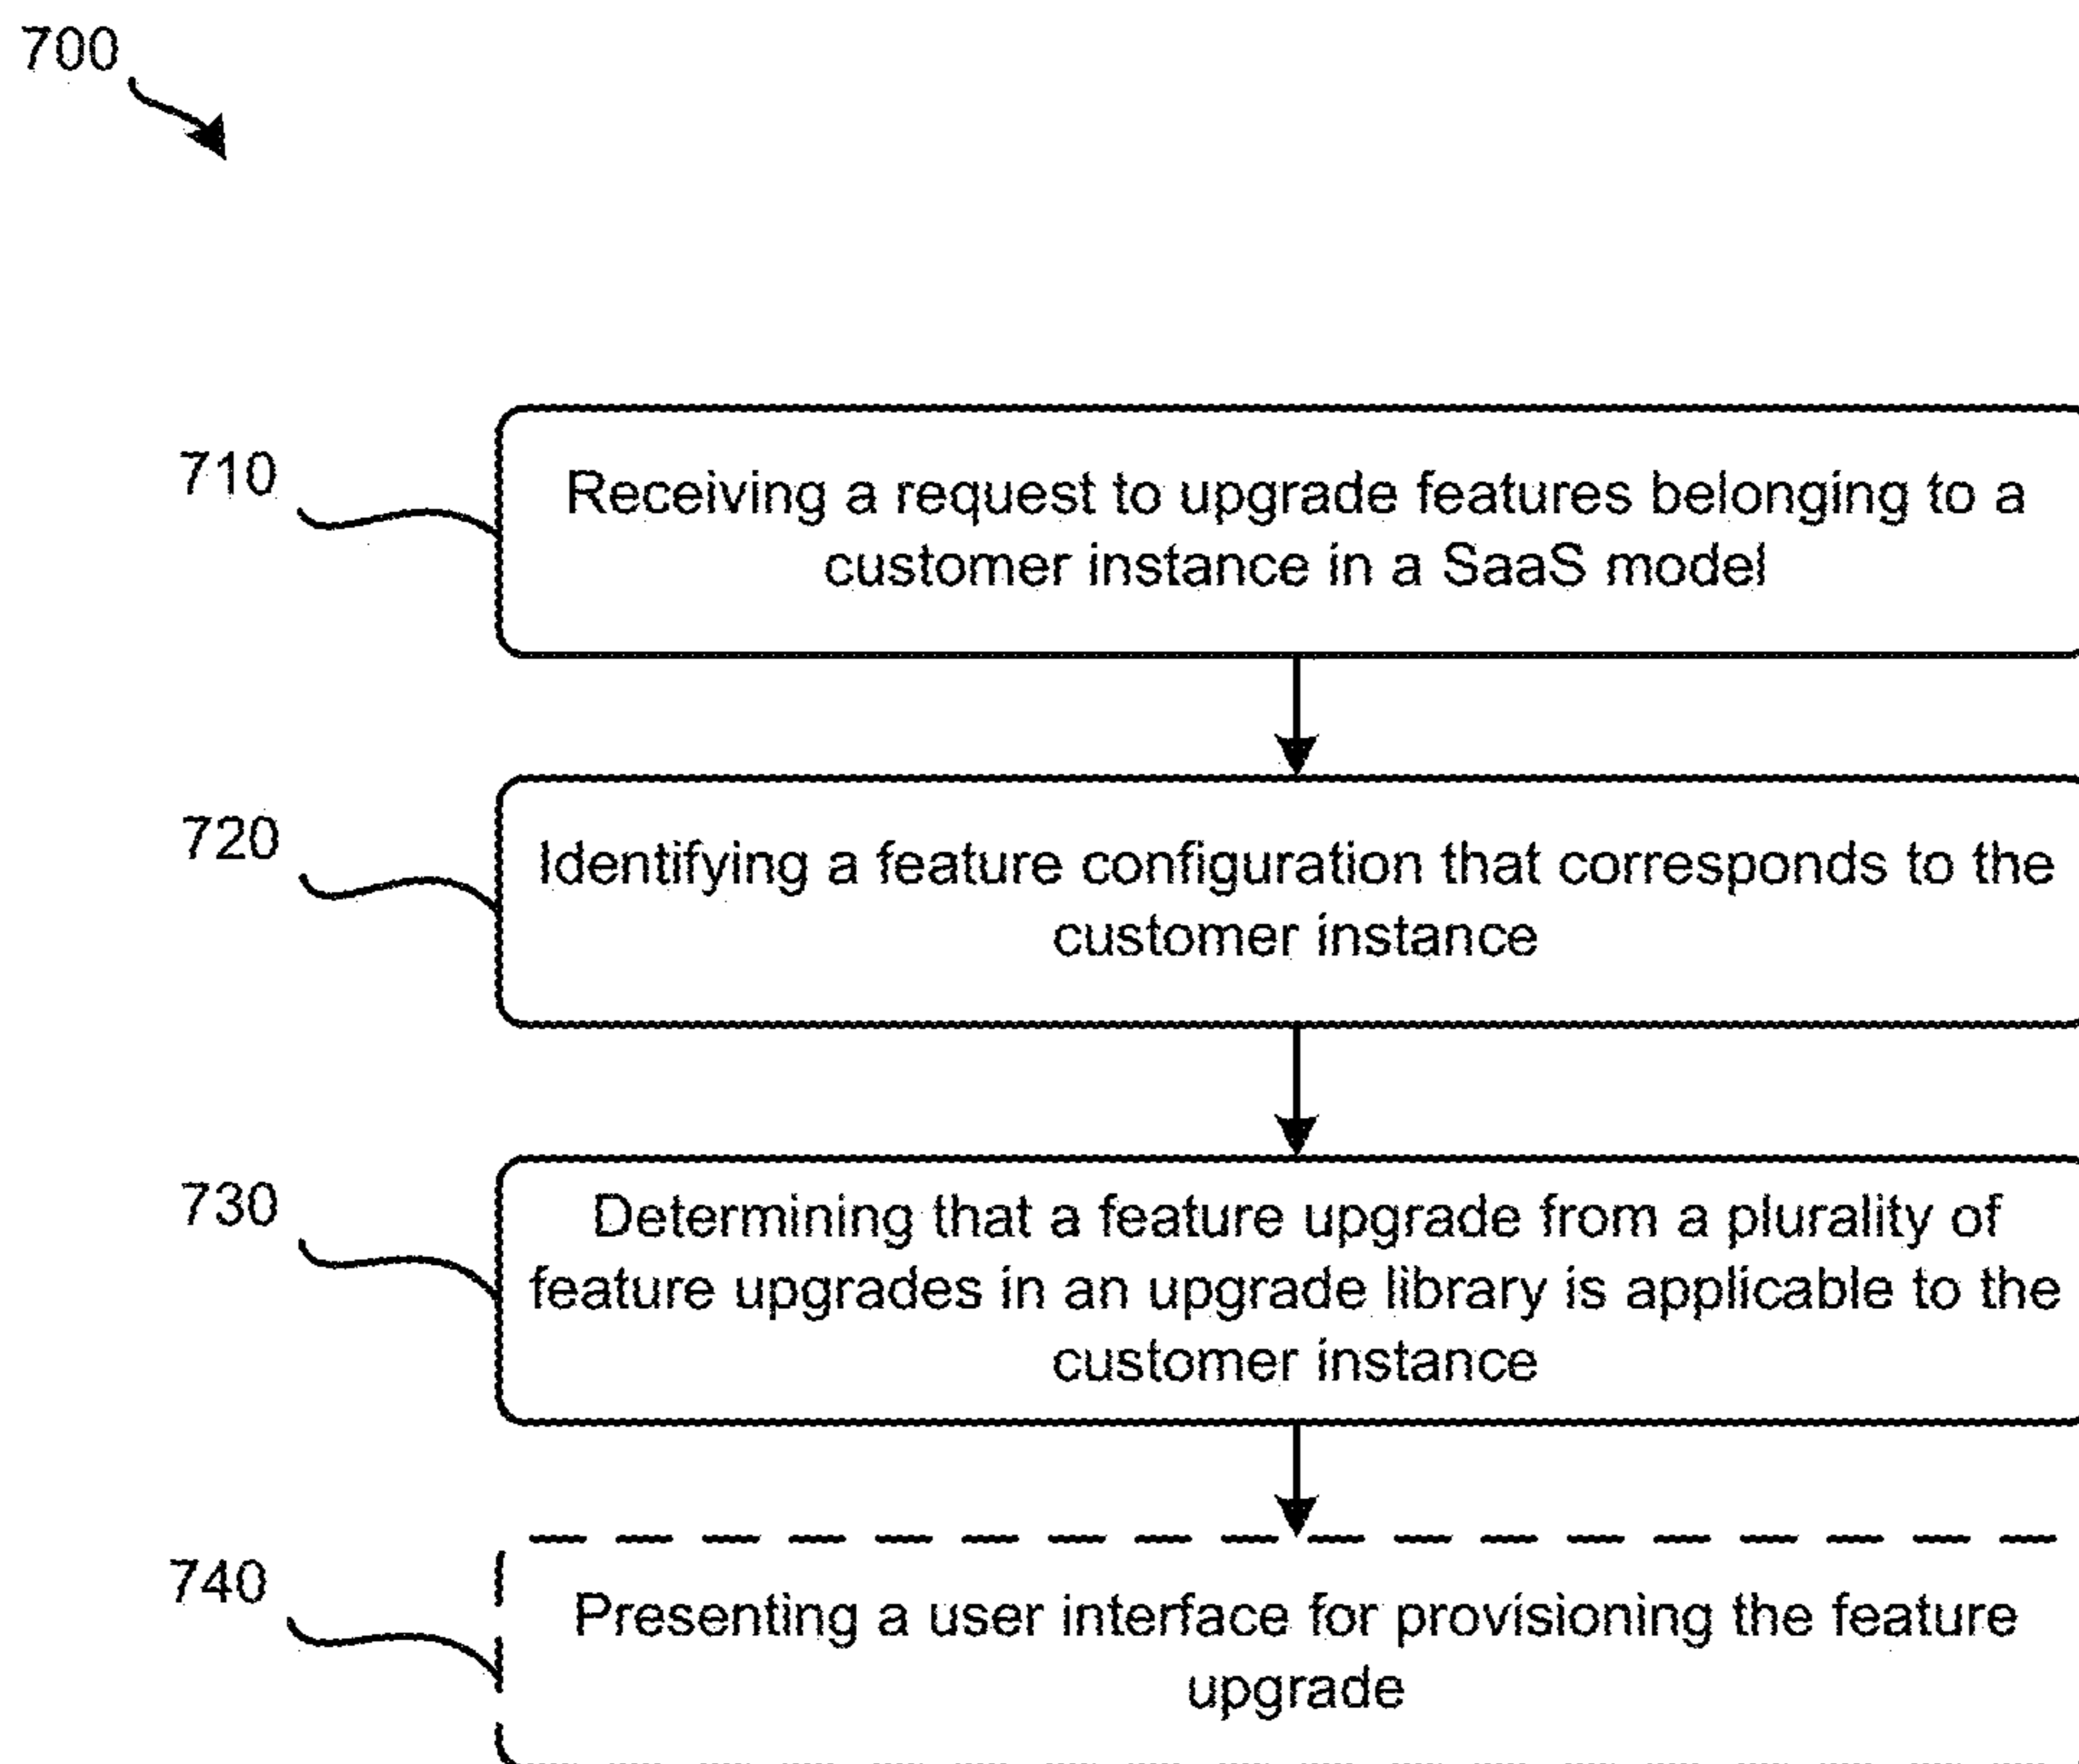 700
710
Receiving a request to upgrade features belonging to a
customer instance in a SaaS model
720
Identifying a feature configuration that corresponds to the
customer instance
730
Determining that a feature upgrade from a plurality of
feature upgrades in an upgrade library is applicable to the
customer instance
740
Presenting a user interface for provisioning the feature
upgrade